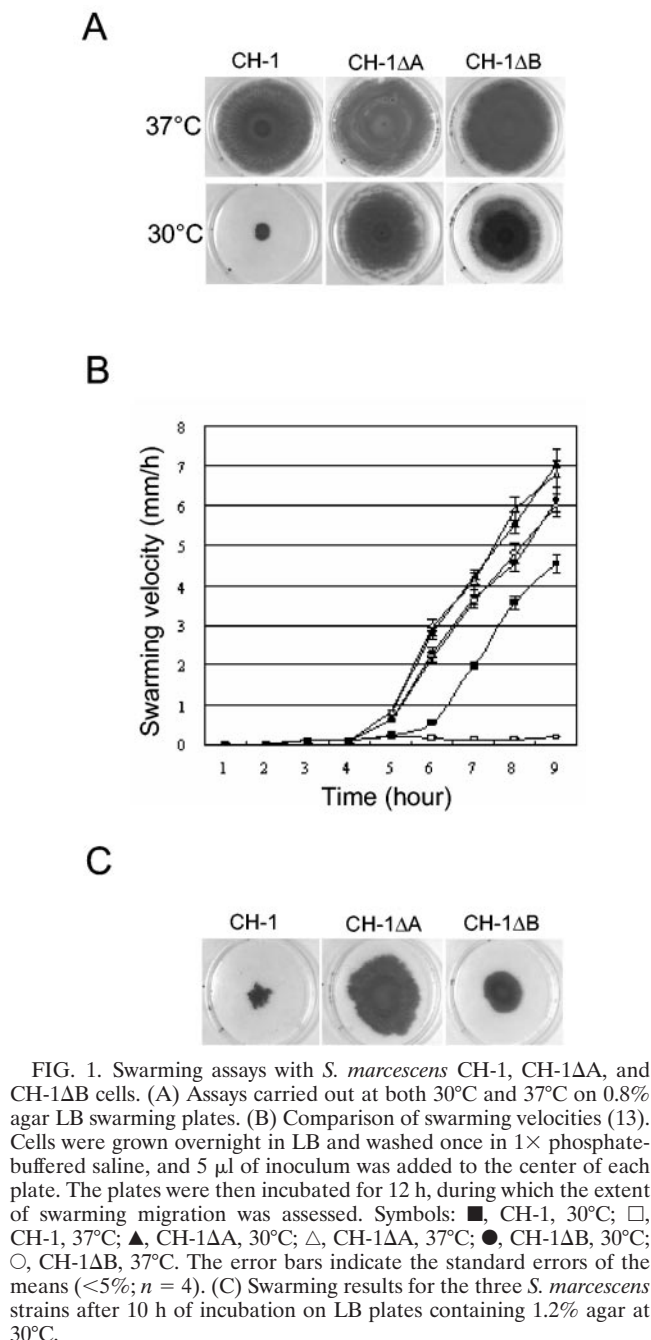 A
CH-1 CH-1ΔA CH-1ΔB
37°C
30°C
B
8
7
6
5
4
3
2
1
0
Swarming velocity (mm/h)
1 2 3 4 5 6 7 8 9
Time (hour)
C
CH-1 CH-1ΔA CH-1ΔB
FIG. 1. Swarming assays with S. marcescens CH-1, CH-1ΔA, and
CH-1ΔB cells. (A) Assays carried out at both 30°C and 37°C on 0.8%
agar LB swarming plates. (B) Comparison of swarming velocities (13).
Cells were grown overnight in LB and washed once in 1× phosphate-
buffered saline, and 5 μl of inoculum was added to the center of each
plate. The plates were then incubated for 12 h, during which the extent
of swarming migration was assessed. Symbols: ■, CH-1, 30°C; □,
CH-1, 37°C; ▲, CH-1ΔA, 30°C; △, CH-1ΔA, 37°C; ●, CH-1ΔB, 30°C;
○, CH-1ΔB, 37°C. The error bars indicate the standard errors of the
means (<5%; n = 4). (C) Swarming results for the three S. marcescens
strains after 10 h of incubation on LB plates containing 1.2% agar at
30°C.